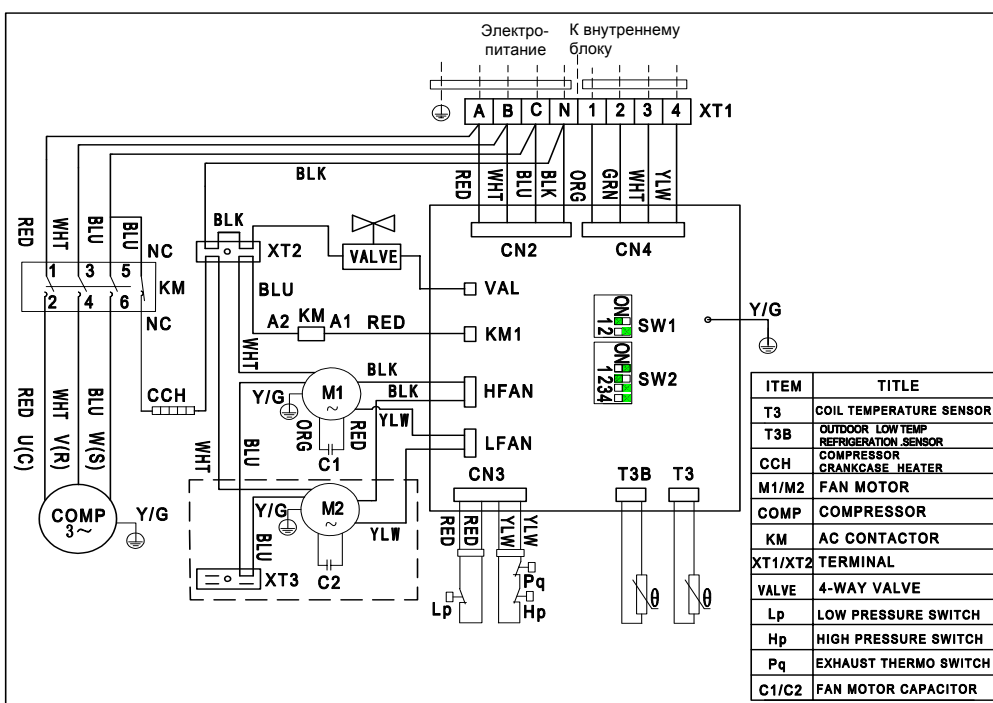 Электро-
питание
К внутреннему
блоку
A B C N 1 2 3 4 XT1
RED WHT BLU BLK ORG GRN WHT YLW
BLK
RED WHT BLU BLU
NC
1 3 5
KM
2 4 6
NC
BLK
XT2
VALVE
CN2 CN4
VAL
BLU
A2 KM A1 RED
KM1
ON
1 2
SW1
ON
1 2 3 4
SW2
Y/G
WHT
BLK
BLK
HFAN
M1
~
Y/G
YLW
ORG RED
C1
LFAN
CCH
RED U(C)
WHT V(R)
BLU W(S)
WHT BLU
CN3 T3B T3
COMP
3~
Y/G
M2
~
Y/G
YLW
BLU
C2
XT3
RED RED YLW YLW
Pq
Lp Hp
θ θ
ITEM TITLE
T3 COIL TEMPERATURE SENSOR
T3B OUTDOOR LOW TEMP
REFRIGERATION .SENSOR
CCH COMPRESSOR
CRANKCASE HEATER
M1/M2 FAN MOTOR
COMP COMPRESSOR
KM AC CONTACTOR
XT1/XT2 TERMINAL
VALVE 4-WAY VALVE
Lp LOW PRESSURE SWITCH
Hp HIGH PRESSURE SWITCH
Pq EXHAUST THERMO SWITCH
C1/C2 FAN MOTOR CAPACITOR